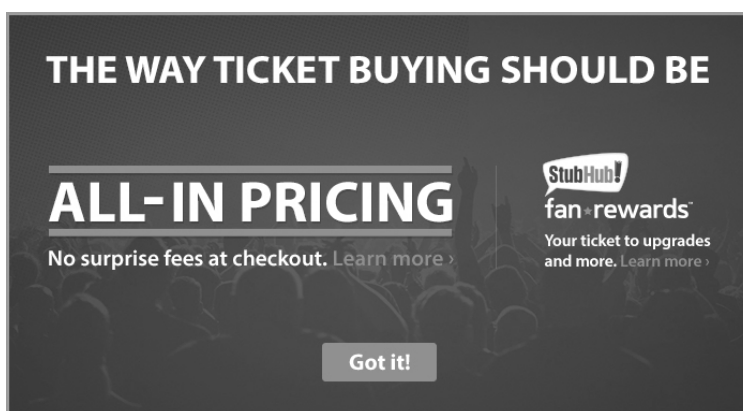 THE WAY TICKET BUYING SHOULD BE
ALL-IN PRICING
No surprise fees at checkout. Learn more ›
StubHub!
fan★rewards™
Your ticket to upgrades
and more. Learn more ›
Got it!